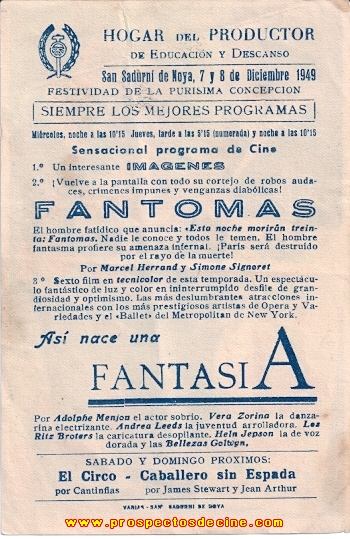 HOGAR DEL PRODUCTOR
DE EDUCACIÓN Y DESCANSO
San Sadúrni de Noya, 7 y 8 de Diciembre 1949
FESTIVIDAD DE LA PURISIMA CONCEPCION
SIEMPRE LOS MEJORES PROGRAMAS
Miércoles, noche a las 10'15 Jueves, tarde a las 5'15 (numerada) y noche a las 10'15
Sensacional programa de Cine
1.º Un interesante IMAGENES
2.º ¡Vuelve a la pantalla con todo su cortejo de robos auda-
ces, crímenes impunes y venganzas diabólicas!
FANTOMAS
El hombre fatídico que anuncia: «Esta noche morirán trein-
ta: Fantomas. Nadie le conoce y todos le temen. El hombre
fantasma profiere su amenaza infernal. ¡París será destruido
por el rayo de la muerte!
Por Marcel Herrand y Simone Signoret
3º Sexto film en tecnicolor de esta temporada. Un espectácu
lo fantástico de luz y color en ininterrumpido desfile de gran-
diosidad y optimismo. Las más deslumbrantes atracciones in-
ternacionales con los más prestigiosos artistas de Opera y Va-
riedades y el «Ballet» del Metropolitan de New York.
Así nace una
FANTASIA
Por Adolphe Menjou el actor sobrio. Vera Zorina la danza-
rina electrizante. Andrea Leeds la juventud arrolladora. Los
Ritz Broters la caricatura desopilante. Heln Jepson la de voz
dorada y las Bellezas Goltwyn.
SABADO Y DOMINGO PROXIMOS:
El Circo - Caballero sin Espada
por Cantinflas por James Stewart y Jean Arthur
VARIAS - SAN SADURNI DE NOYA
www.prospectosdecine.com